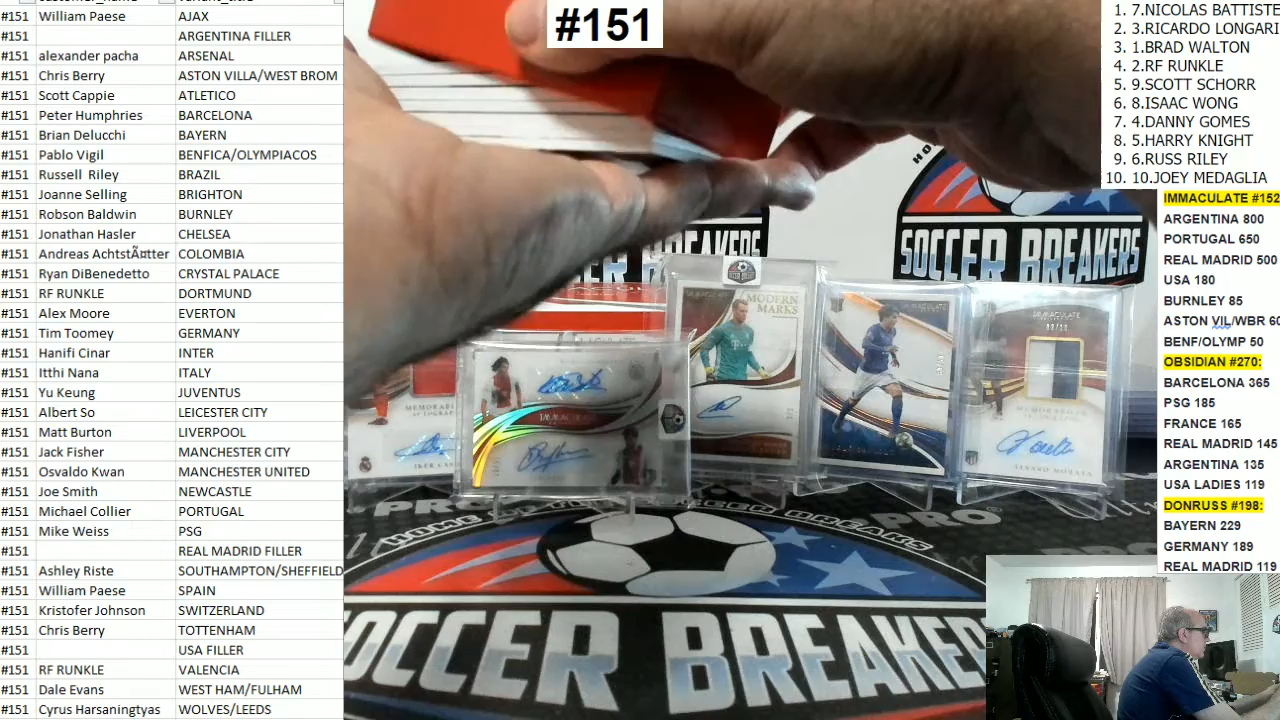 #151 William Paese AJAX
#151 ARGENTINA FILLER
#151 alexander pacha ARSENAL
#151 Chris Berry ASTON VILLA/WEST BROM
#151 Scott Cappie ATLETICO
#151 Peter Humphries BARCELONA
#151 Brian Delucchi BAYERN
#151 Pablo Vigil BENFICA/OLYMPIACOS
#151 Russell Riley BRAZIL
#151 Joanne Selling BRIGHTON
#151 Robson Baldwin BURNLEY
#151 Jonathan Hasler CHELSEA
#151 Andreas AchtstÃ¤tter COLOMBIA
#151 Ryan DiBenedetto CRYSTAL PALACE
#151 RF RUNKLE DORTMUND
#151 Alex Moore EVERTON
#151 Tim Toomey GERMANY
#151 Hanifi Cinar INTER
#151 Itthi Nana ITALY
#151 Yu Keung JUVENTUS
#151 Albert So LEICESTER CITY
#151 Matt Burton LIVERPOOL
#151 Jack Fisher MANCHESTER CITY
#151 Osvaldo Kwan MANCHESTER UNITED
#151 Joe Smith NEWCASTLE
#151 Michael Collier PORTUGAL
#151 Mike Weiss PSG
#151 REAL MADRID FILLER
#151 Ashley Riste SOUTHAMPTON/SHEFFIELD
#151 William Paese SPAIN
#151 Kristofer Johnson SWITZERLAND
#151 Chris Berry TOTTENHAM
#151 USA FILLER
#151 RF RUNKLE VALENCIA
#151 Dale Evans WEST HAM/FULHAM
#151 Cyrus Harsaningtyas WOLVES/LEEDS
#151
SOCCER BREAKERS
MODERN
MARKS
IMMACULATE
ALVARO MORATA
PRO
HOME
BREAKS
SOCCER BREAKERS
1. 7.NICOLAS BATTISTE
2. 3.RICARDO LONGARI
3. 1.BRAD WALTON
4. 2.RF RUNKLE
5. 9.SCOTT SCHORR
6. 8.ISAAC WONG
7. 4.DANNY GOMES
8. 5.HARRY KNIGHT
9. 6.RUSS RILEY
10. 10.JOEY MEDAGLIA
IMMACULATE #152
ARGENTINA 800
PORTUGAL 650
REAL MADRID 500
USA 180
BURNLEY 85
ASTON VIL/WBR 60
BENF/OLYMP 50
OBSIDIAN #270:
BARCELONA 365
PSG 185
FRANCE 165
REAL MADRID 145
ARGENTINA 135
USA LADIES 119
DONRUSS #198:
BAYERN 229
GERMANY 189
REAL MADRID 119